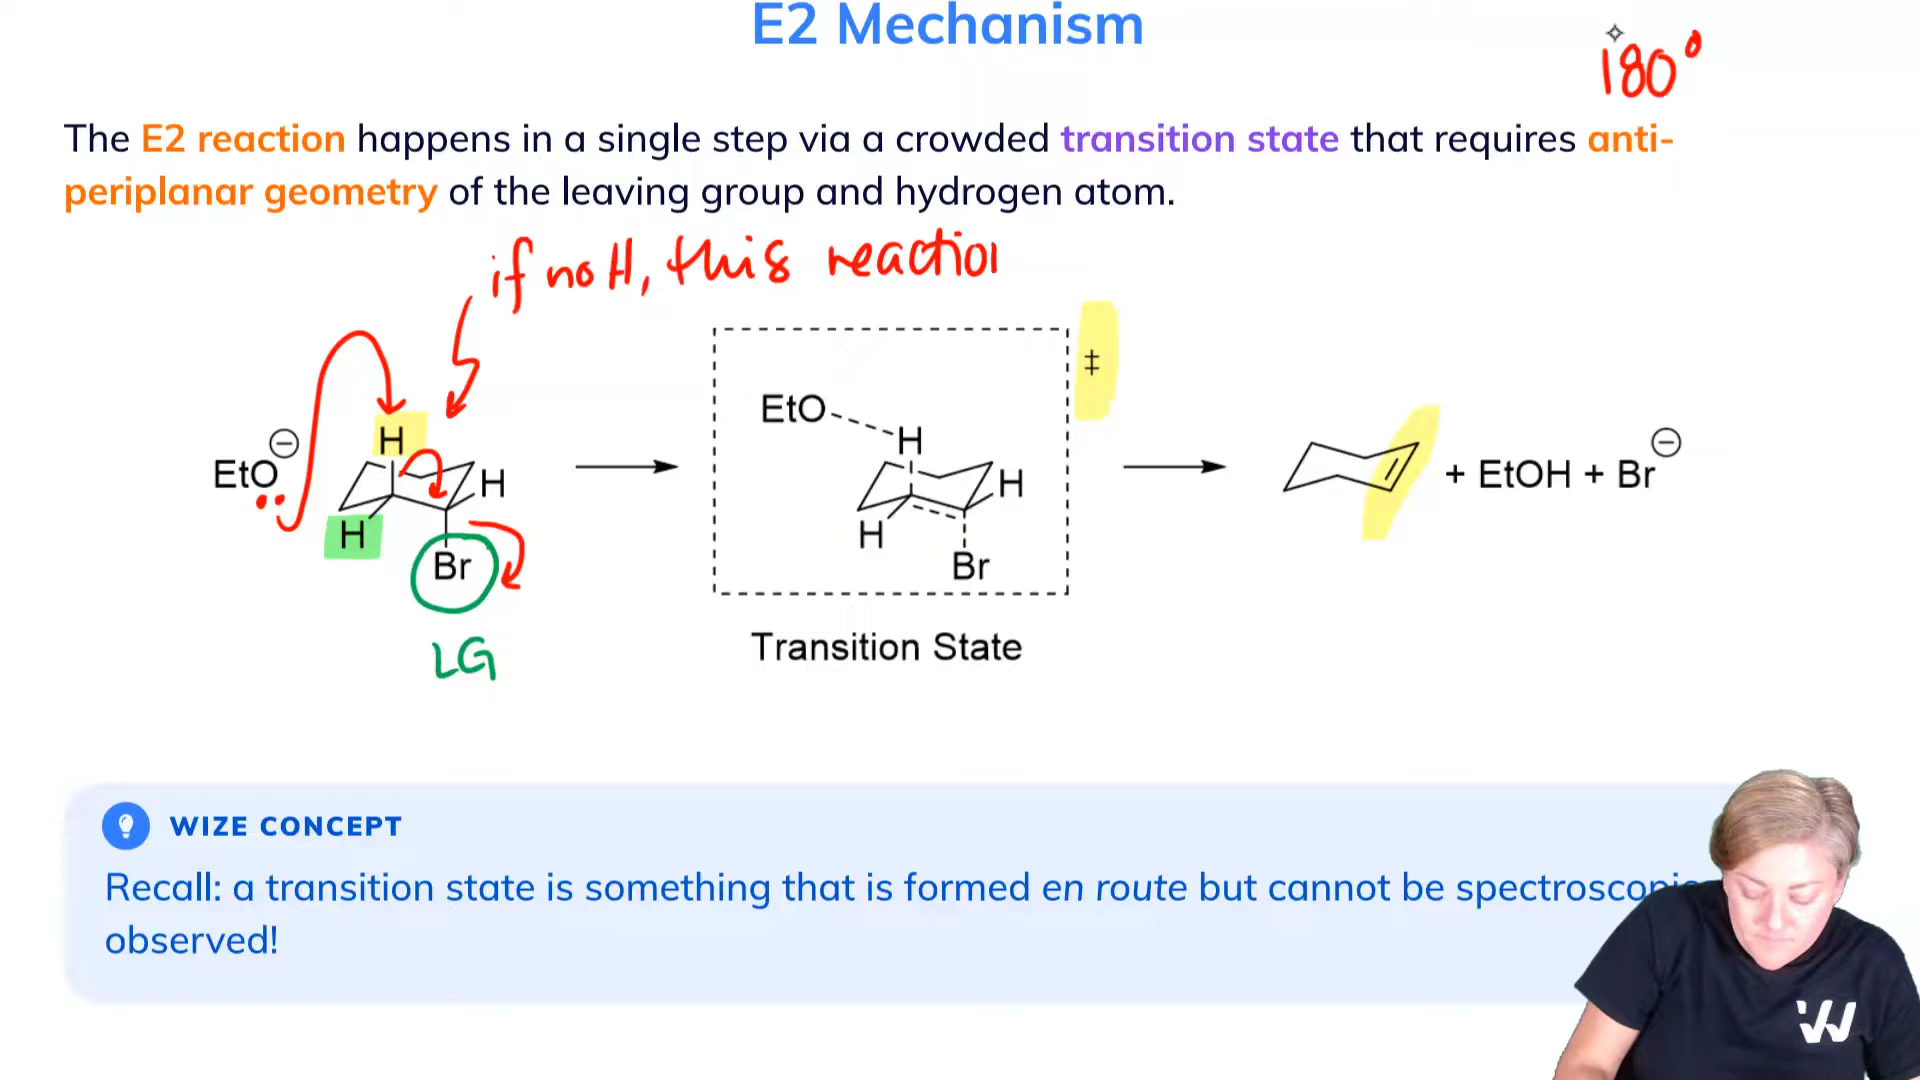 E2 Mechanism
180°
The E2 reaction happens in a single step via a crowded transition state that requires anti-
periplanar geometry of the leaving group and hydrogen atom.
if no H, this reaction
‡
EtO
H
H
H
Br
LG
EtO
H
H
H
Br
Transition State
+ EtOH + Br
WIZE CONCEPT
Recall: a transition state is something that is formed en route but cannot be
observed!
W